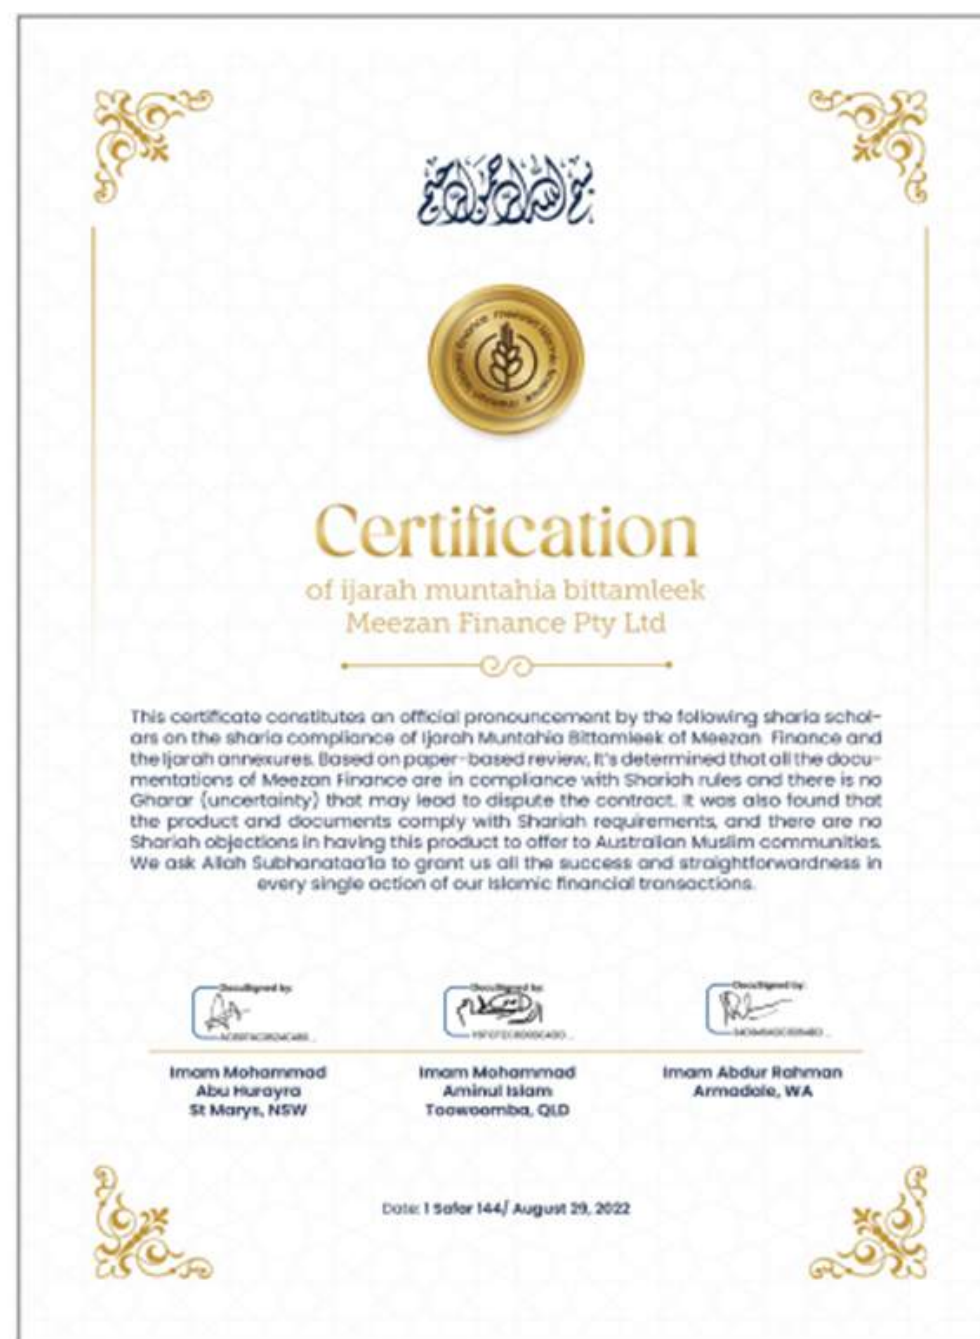 بسم الله الرحمن الرحيم
meezan islamic finance
Certification
of ijarah muntahia bittamleek
Meezan Finance Pty Ltd
This certificate constitutes an official pronouncement by the following sharia schol-
ars on the sharia compliance of Ijarah Muntahia Bittamleek of Meezan Finance and
the Ijarah annexures. Based on paper-based review, It's determined that all the docu-
mentations of Meezan Finance are in compliance with Shariah rules and there is no
Gharar (uncertainty) that may lead to dispute the contract. It was also found that
the product and documents comply with Shariah requirements, and there are no
Shariah objections in having this product to offer to Australian Muslim communities.
We ask Allah Subhanataa'la to grant us all the success and straightforwardness in
every single action of our Islamic financial transactions.
DocuSigned by: DocuSigned by: DocuSigned by:
Imam Mohammad
Abu Hurayra
St Marys, NSW
Imam Mohammad
Aminul Islam
Toowoomba, QLD
Imam Abdur Rahman
Armadale, WA
Date: 1 Safar 144/ August 29, 2022